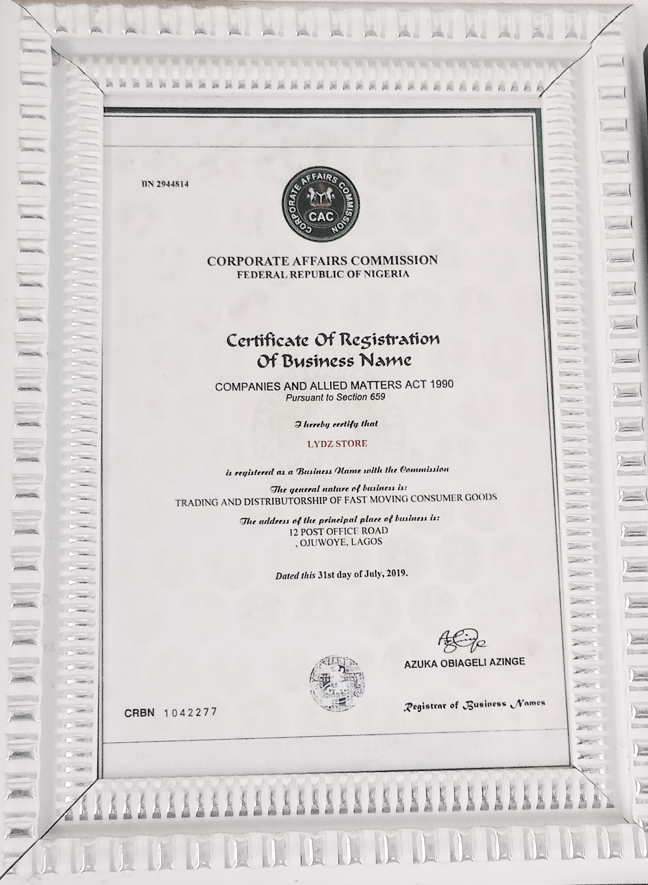 BN 2944814
CORPORATE AFFAIRS COMMISSION
CAC
CORPORATE AFFAIRS COMMISSION
FEDERAL REPUBLIC OF NIGERIA
Certificate Of Registration
Of Business Name
COMPANIES AND ALLIED MATTERS ACT 1990
Pursuant to Section 659
I hereby certify that
LYDZ STORE
is registered as a Business Name with the Commission
The general nature of business is:
TRADING AND DISTRIBUTORSHIP OF FAST MOVING CONSUMER GOODS
The address of the principal place of business is:
12 POST OFFICE ROAD
, OJUWOYE, LAGOS
Dated this 31st day of July, 2019.
AZUKA OBIAGELI AZINGE
Registrar of Business Names
CRBN 1042277